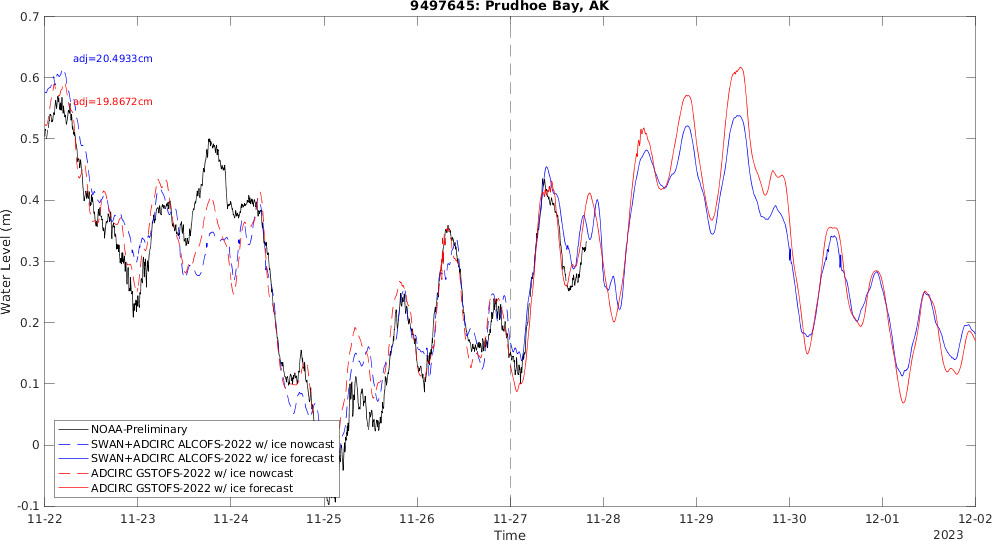 9497645: Prudhoe Bay, AK
0.7
0.6
0.5
0.4
0.3
0.2
0.1
0
-0.1
Water Level (m)
adj=20.4933cm
adj=19.8672cm
NOAA-Preliminary
SWAN+ADCIRC ALCOFS-2022 w/ ice nowcast
SWAN+ADCIRC ALCOFS-2022 w/ ice forecast
ADCIRC GSTOFS-2022 w/ ice nowcast
ADCIRC GSTOFS-2022 w/ ice forecast
11-22 11-23 11-24 11-25 11-26 11-27 11-28 11-29 11-30 12-01 12-02
Time
2023